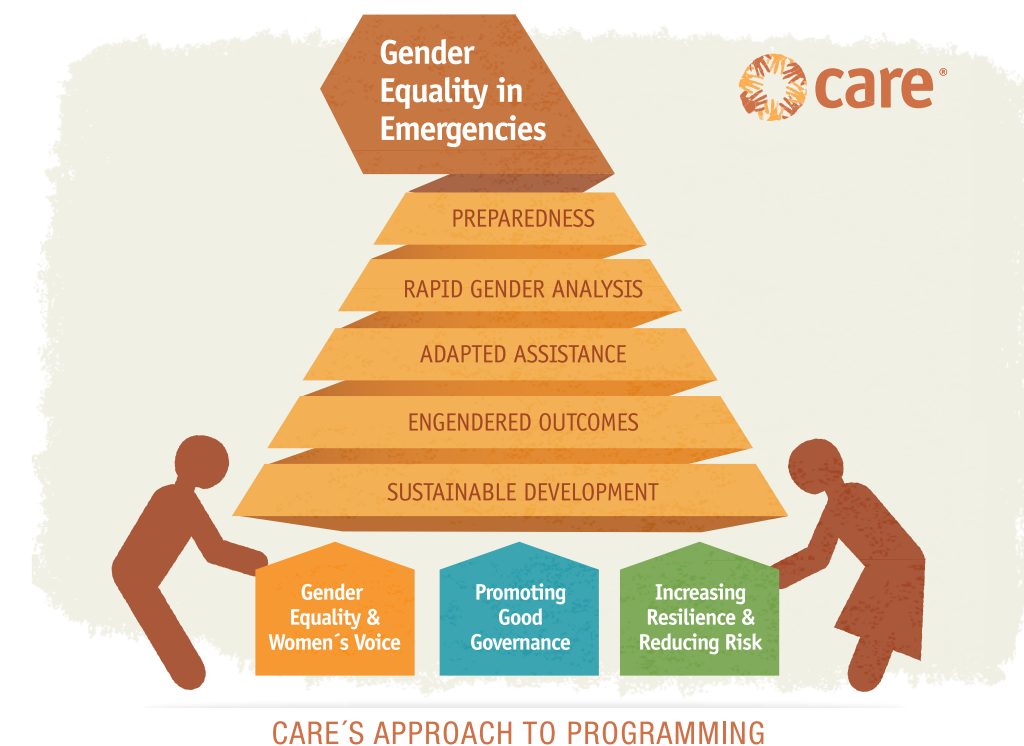 Gender
Equality in
Emergencies
care®
PREPAREDNESS
RAPID GENDER ANALYSIS
ADAPTED ASSISTANCE
ENGENDERED OUTCOMES
SUSTAINABLE DEVELOPMENT
Gender
Equality &
Women´s Voice
Promoting
Good
Governance
Increasing
Resilience &
Reducing Risk
CARE´S APPROACH TO PROGRAMMING